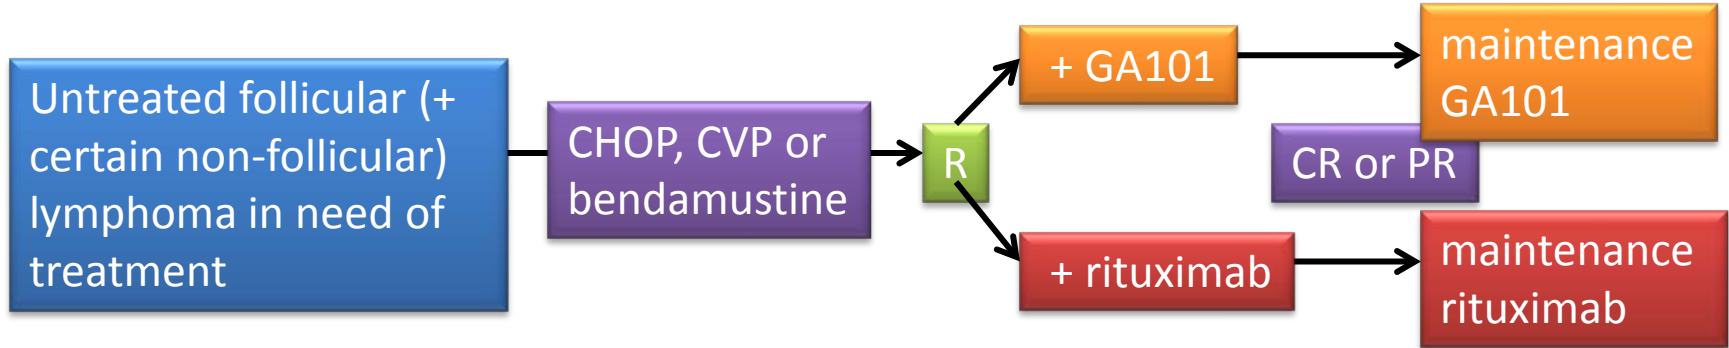 Untreated follicular (+
certain non-follicular)
lymphoma in need of
treatment
CHOP, CVP or
bendamustine
R
+ GA101
maintenance
GA101
CR or PR
+ rituximab
maintenance
rituximab